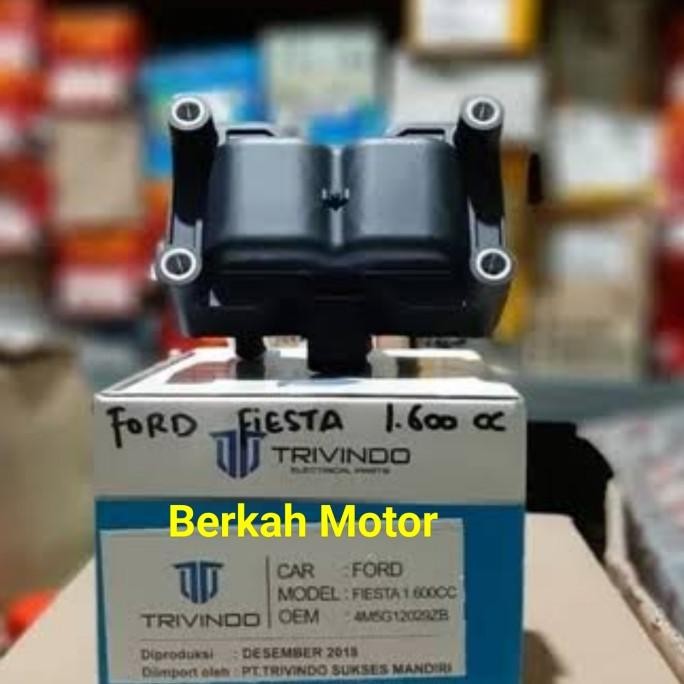 FORD FiESTA 1.600 CC
TRIVINDO
ELECTRICAL PARTS
Berkah Motor
TRIVINDO
CAR : FORD
MODEL : FIESTA 1.600CC
OEM : 4M5G12029ZB
Diproduksi : DESEMBER 2018
Diimport oleh : PT.TRIVINDO SUKSES MANDIRI